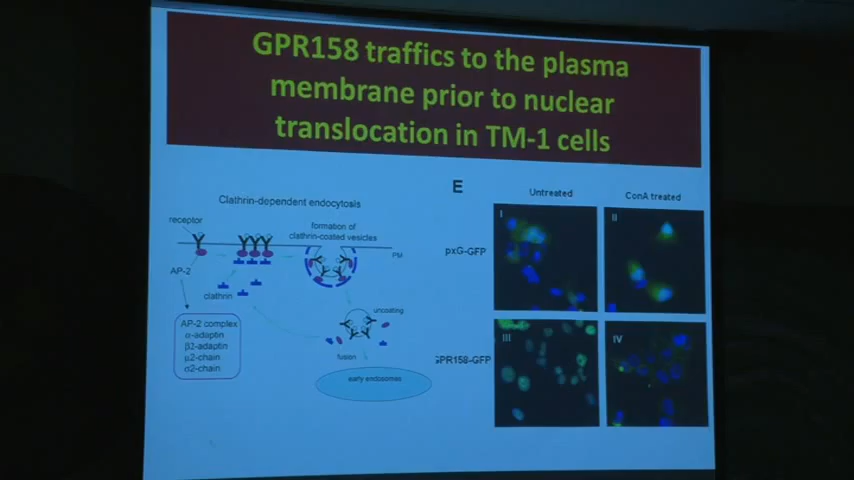 GPR158 traffics to the plasma
membrane prior to nuclear
translocation in TM-1 cells
Clathrin-dependent endocytosis
receptor
formation of
clathrin-coated vesicles
PM
AP-2
clathrin
uncoating
AP-2 complex
α-adaptin
β2-adaptin
μ2-chain
σ2-chain
fusion
early endosomes
E
Untreated
ConA treated
I
II
pxG-GFP
III
IV
GPR158-GFP